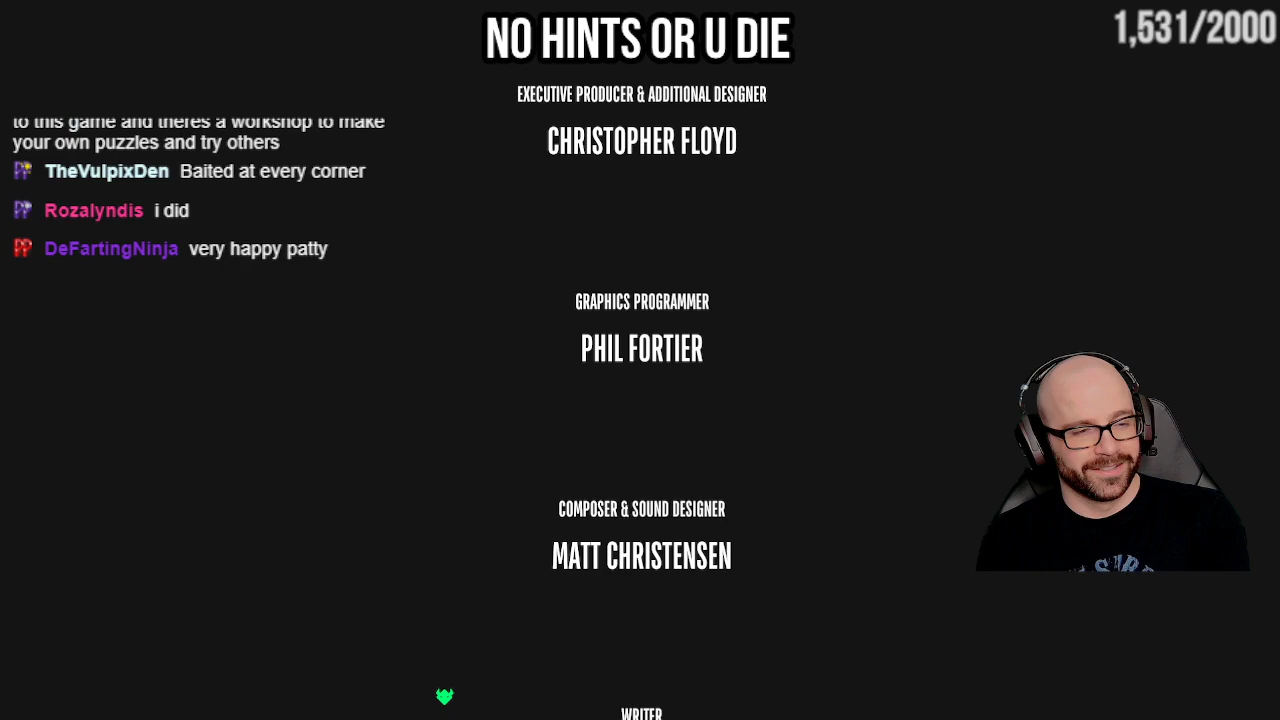 NO HINTS OR U DIE
1,531/2000
EXECUTIVE PRODUCER & ADDITIONAL DESIGNER
CHRISTOPHER FLOYD
to this game and theres a workshop to make
your own puzzles and try others
TheVulpixDen Baited at every corner
Rozalyndis i did
DeFartingNinja very happy patty
GRAPHICS PROGRAMMER
PHIL FORTIER
COMPOSER & SOUND DESIGNER
MATT CHRISTENSEN
WRITER